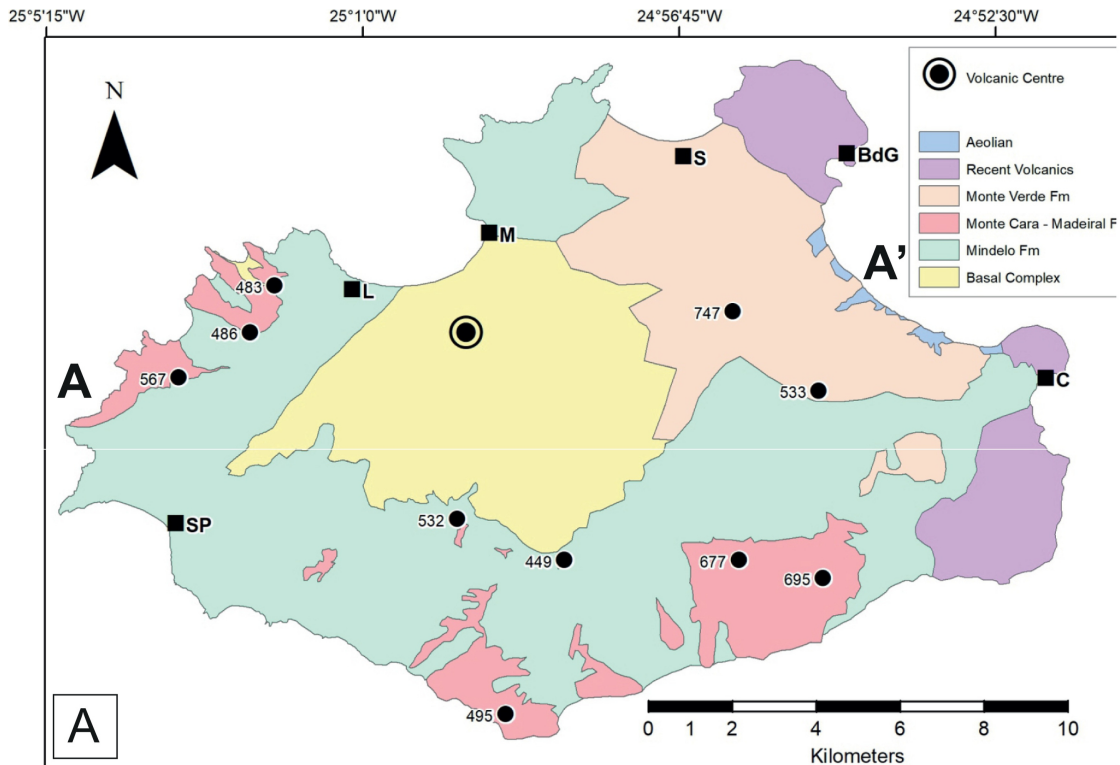 25°5'15"W 25°1'0"W 24°56'45"W 24°52'30"W
N
Volcanic Centre
Aeolian
Recent Volcanics
Monte Verde Fm
Monte Cara - Madeiral F
Mindelo Fm
Basal Complex
S
BdG
M
A'
483
L
486
747
A
567
C
533
SP
532
449
677
695
495
A
0 1 2 4 6 8 10
Kilometers